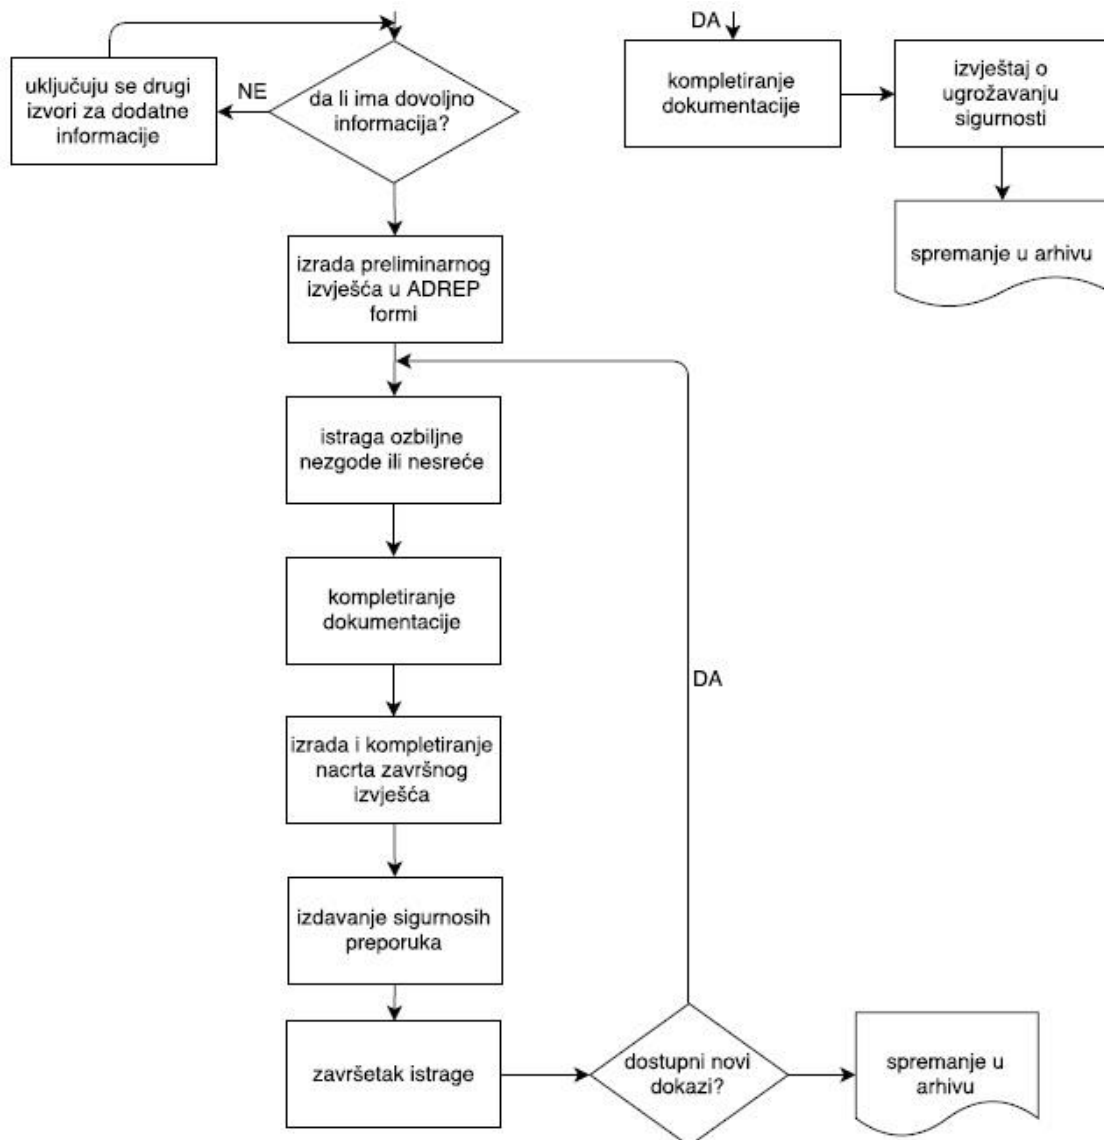 DA
uključuju se drugi
izvori za dodatne
informacije
NE
da li ima dovoljno
informacija?
kompletiranje
dokumentacije
izvještaj o
ugrožavanju
sigurnosti
spremanje u arhivu
izrada preliminarnog
izvješća u ADREP
formi
istraga ozbiljne
nezgode ili nesreće
kompletiranje
dokumentacije
DA
izrada i kompletiranje
nacrta završnog
izvješća
izdavanje sigurnosih
preporuka
završetak istrage
dostupni novi
dokazi?
spremanje u
arhivu